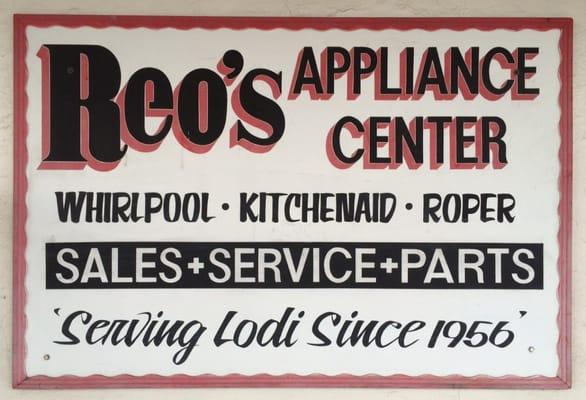 Reo's APPLIANCE
CENTER
WHIRLPOOL · KITCHENAID · ROPER
SALES+SERVICE+PARTS
'Serving Lodi Since 1956'